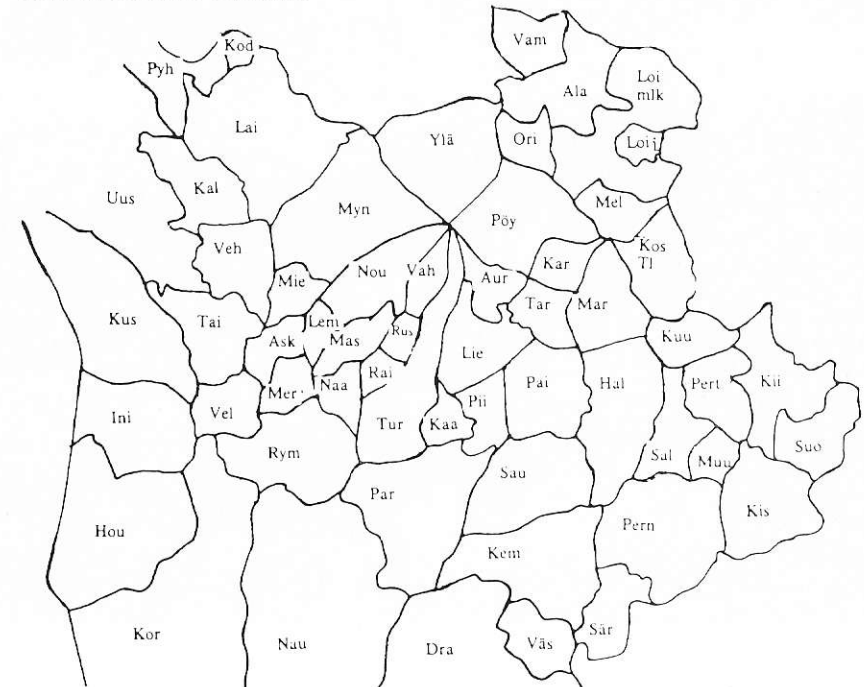 Vam
Kod
Pyh
Loi
mlk
Ala
Lai
Ylä
Ori
Loi j
Kal
Uus
Mel
Myn
Pöy
Veh
Kos
Tl
Nou
Vah
Kar
Aur
Mie
Tar
Mar
Kus
Tai
Lem
Rus
Ask
Mas
Kuu
Lie
Rai
Pai
Hal
Pert
Kii
Mer
Naa
Ini
Vel
Pii
Tur
Kaa
Suo
Rym
Sal
Muu
Par
Sau
Kis
Hou
Pern
Kem
Kor
Sär
Nau
Dra
Väs